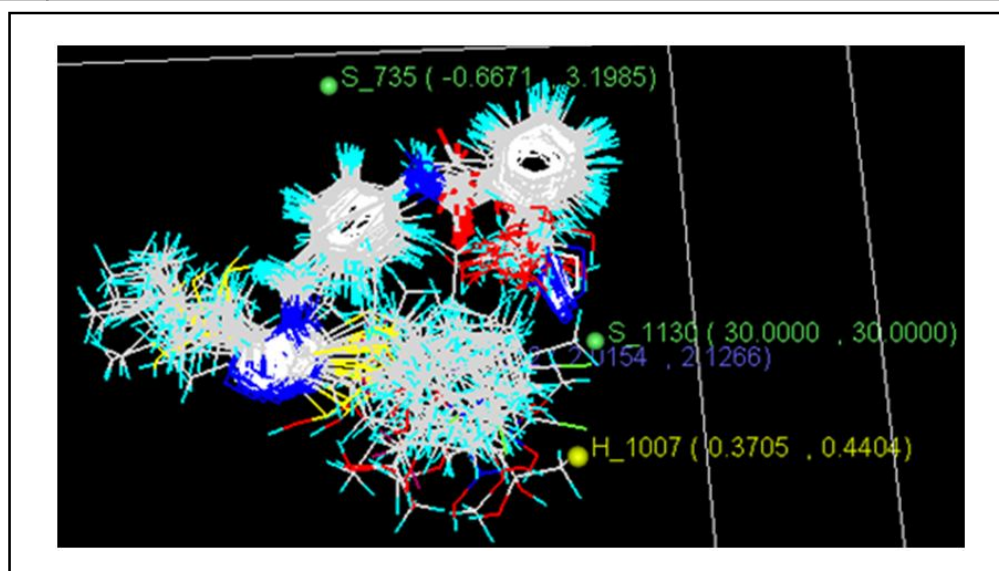 S_735 ( -0.6671 , 3.1985)
S_1130 ( 30.0000 , 30.0000)
2.0154 , 2.1266)
H_1007 ( 0.3705 , 0.4404)